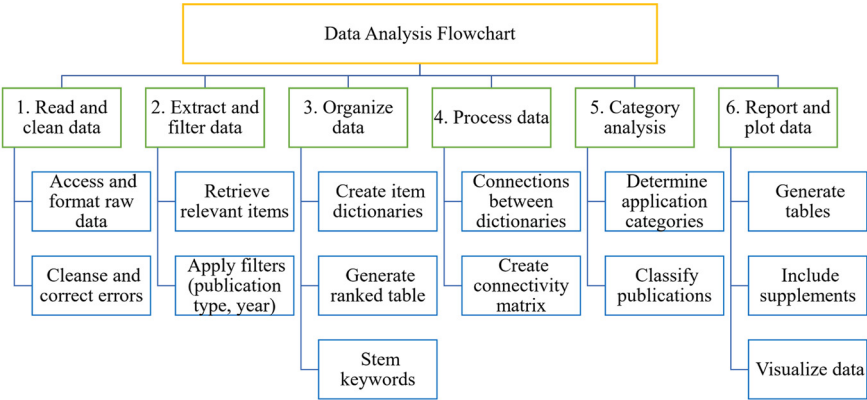 Data Analysis Flowchart
1. Read and
clean data
2. Extract and
filter data
3. Organize
data
4. Process data
5. Category
analysis
6. Report and
plot data
Access and
format raw
data
Cleanse and
correct errors
Retrieve
relevant items
Apply filters
(publication
type, year)
Create item
dictionaries
Generate
ranked table
Stem
keywords
Connections
between
dictionaries
Create
connectivity
matrix
Determine
application
categories
Classify
publications
Generate
tables
Include
supplements
Visualize data